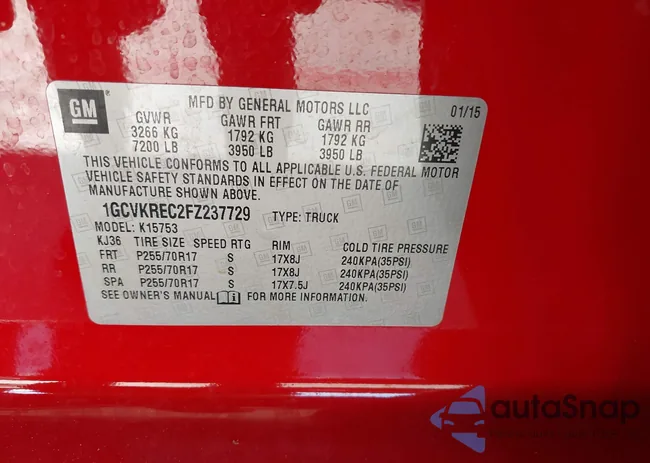 GM
MFD BY GENERAL MOTORS LLC 01/15
GVWR GAWR FRT GAWR RR
3266 KG 1792 KG 1792 KG
7200 LB 3950 LB 3950 LB
THIS VEHICLE CONFORMS TO ALL APPLICABLE U.S. FEDERAL MOTOR
VEHICLE SAFETY STANDARDS IN EFFECT ON THE DATE OF
MANUFACTURE SHOWN ABOVE.
1GCVKREC2FZ237729 TYPE: TRUCK
MODEL: K15753
KJ36 TIRE SIZE SPEED RTG RIM COLD TIRE PRESSURE
FRT P255/70R17 S 17X8J 240KPA(35PSI)
RR P255/70R17 S 17X8J 240KPA(35PSI)
SPA P255/70R17 S 17X7.5J 240KPA(35PSI)
SEE OWNER'S MANUAL FOR MORE INFORMATION.
autoSnap